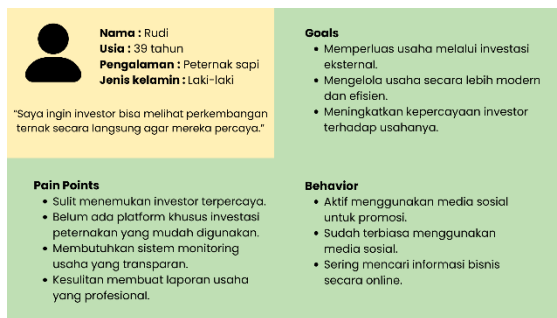 Nama : Rudi
Usia : 39 tahun
Pengalaman : Peternak sapi
Jenis kelamin : Laki-laki
"Saya ingin investor bisa melihat perkembangan
ternak secara langsung agar mereka percaya."
Goals
• Memperluas usaha melalui investasi
eksternal.
• Mengelola usaha secara lebih modern
dan efisien.
• Meningkatkan kepercayaan investor
terhadap usahanya.
Pain Points
• Sulit menemukan investor terpercaya.
• Belum ada platform khusus investasi
peternakan yang mudah digunakan.
• Membutuhkan sistem monitoring
usaha yang transparan.
• Kesulitan membuat laporan usaha
yang profesional.
Behavior
• Aktif menggunakan media sosial
untuk promosi.
• Sudah terbiasa menggunakan
media sosial.
• Sering mencari informasi bisnis
secara online.